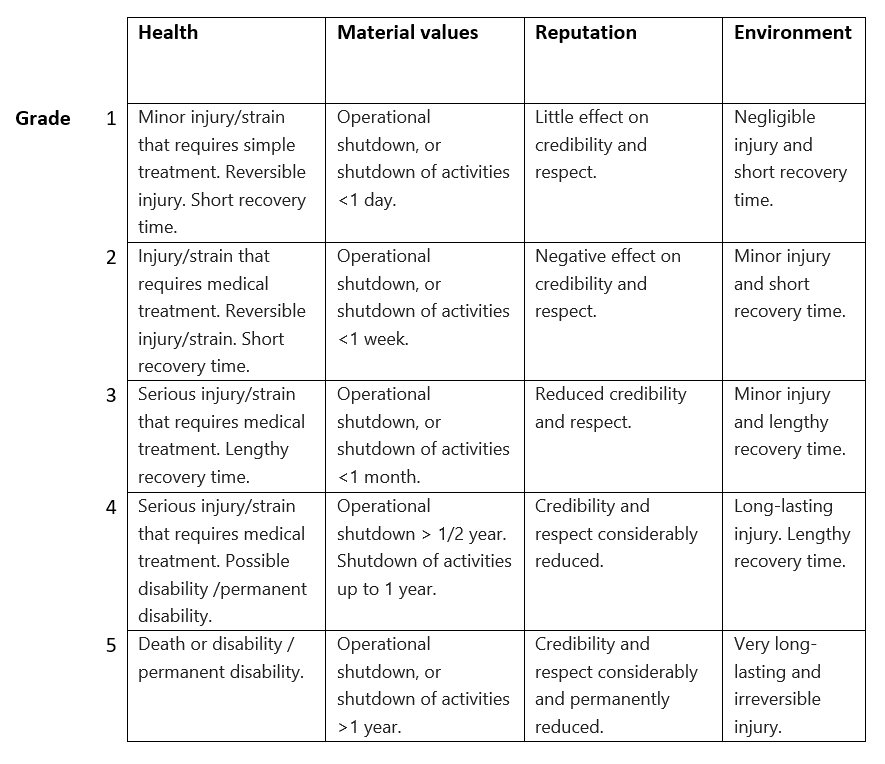 Health
Material values
Reputation
Environment
Grade
1
Minor injury/strain
that requires simple
treatment. Reversible
injury. Short recovery
time.
Operational
shutdown, or
shutdown of activities
<1 day.
Little effect on
credibility and
respect.
Negligible
injury and
short recovery
time.
2
Injury/strain that
requires medical
treatment. Reversible
injury/strain. Short
recovery time.
Operational
shutdown, or
shutdown of activities
<1 week.
Negative effect on
credibility and
respect.
Minor injury
and short
recovery time.
3
Serious injury/strain
that requires medical
treatment. Lengthy
recovery time.
Operational
shutdown, or
shutdown of activities
<1 month.
Reduced credibility
and respect.
Minor injury
and lengthy
recovery time.
4
Serious injury/strain
that requires medical
treatment. Possible
disability /permanent
disability.
Operational
shutdown > 1/2 year.
Shutdown of activities
up to 1 year.
Credibility and
respect considerably
reduced.
Long-lasting
injury. Lengthy
recovery time.
5
Death or disability /
permanent disability.
Operational
shutdown, or
shutdown of activities
>1 year.
Credibility and
respect considerably
and permanently
reduced.
Very long-
lasting and
irreversible
injury.